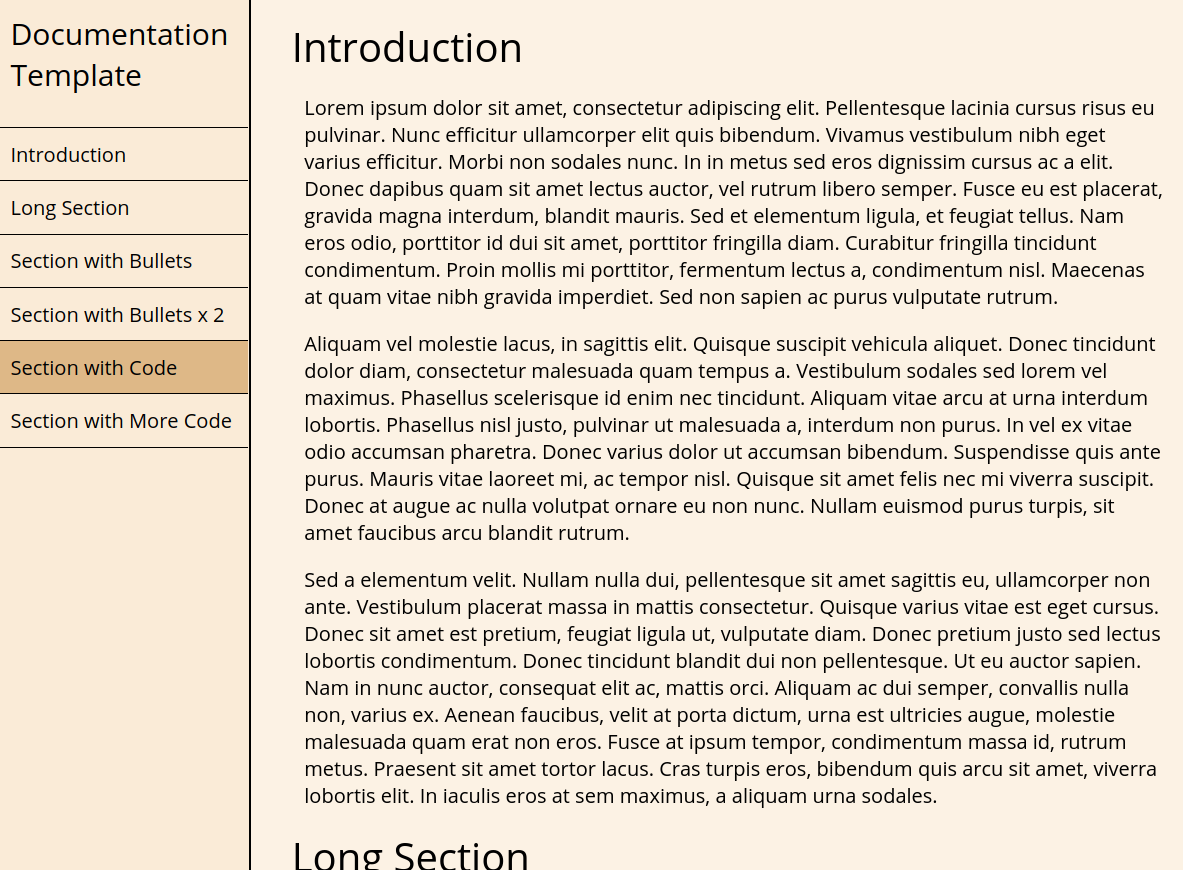 Documentation
Template
Introduction
Long Section
Section with Bullets
Section with Bullets x 2
Section with Code
Section with More Code
Introduction
Lorem ipsum dolor sit amet, consectetur adipiscing elit. Pellentesque lacinia cursus risus eu
pulvinar. Nunc efficitur ullamcorper elit quis bibendum. Vivamus vestibulum nibh eget
varius efficitur. Morbi non sodales nunc. In in metus sed eros dignissim cursus ac a elit.
Donec dapibus quam sit amet lectus auctor, vel rutrum libero semper. Fusce eu est placerat,
gravida magna interdum, blandit mauris. Sed et elementum ligula, et feugiat tellus. Nam
eros odio, porttitor id dui sit amet, porttitor fringilla diam. Curabitur fringilla tincidunt
condimentum. Proin mollis mi porttitor, fermentum lectus a, condimentum nisl. Maecenas
at quam vitae nibh gravida imperdiet. Sed non sapien ac purus vulputate rutrum.
Aliquam vel molestie lacus, in sagittis elit. Quisque suscipit vehicula aliquet. Donec tincidunt
dolor diam, consectetur malesuada quam tempus a. Vestibulum sodales sed lorem vel
maximus. Phasellus scelerisque id enim nec tincidunt. Aliquam vitae arcu at urna interdum
lobortis. Phasellus nisl justo, pulvinar ut malesuada a, interdum non purus. In vel ex vitae
odio accumsan pharetra. Donec varius dolor ut accumsan bibendum. Suspendisse quis ante
purus. Mauris vitae laoreet mi, ac tempor nisl. Quisque sit amet felis nec mi viverra suscipit.
Donec at augue ac nulla volutpat ornare eu non nunc. Nullam euismod purus turpis, sit
amet faucibus arcu blandit rutrum.
Sed a elementum velit. Nullam nulla dui, pellentesque sit amet sagittis eu, ullamcorper non
ante. Vestibulum placerat massa in mattis consectetur. Quisque varius vitae est eget cursus.
Donec sit amet est pretium, feugiat ligula ut, vulputate diam. Donec pretium justo sed lectus
lobortis condimentum. Donec tincidunt blandit dui non pellentesque. Ut eu auctor sapien.
Nam in nunc auctor, consequat elit ac, mattis orci. Aliquam ac dui semper, convallis nulla
non, varius ex. Aenean faucibus, velit at porta dictum, urna est ultricies augue, molestie
malesuada quam erat non eros. Fusce at ipsum tempor, condimentum massa id, rutrum
metus. Praesent sit amet tortor lacus. Cras turpis eros, bibendum quis arcu sit amet, viverra
lobortis elit. In iaculis eros at sem maximus, a aliquam urna sodales.
Long Section